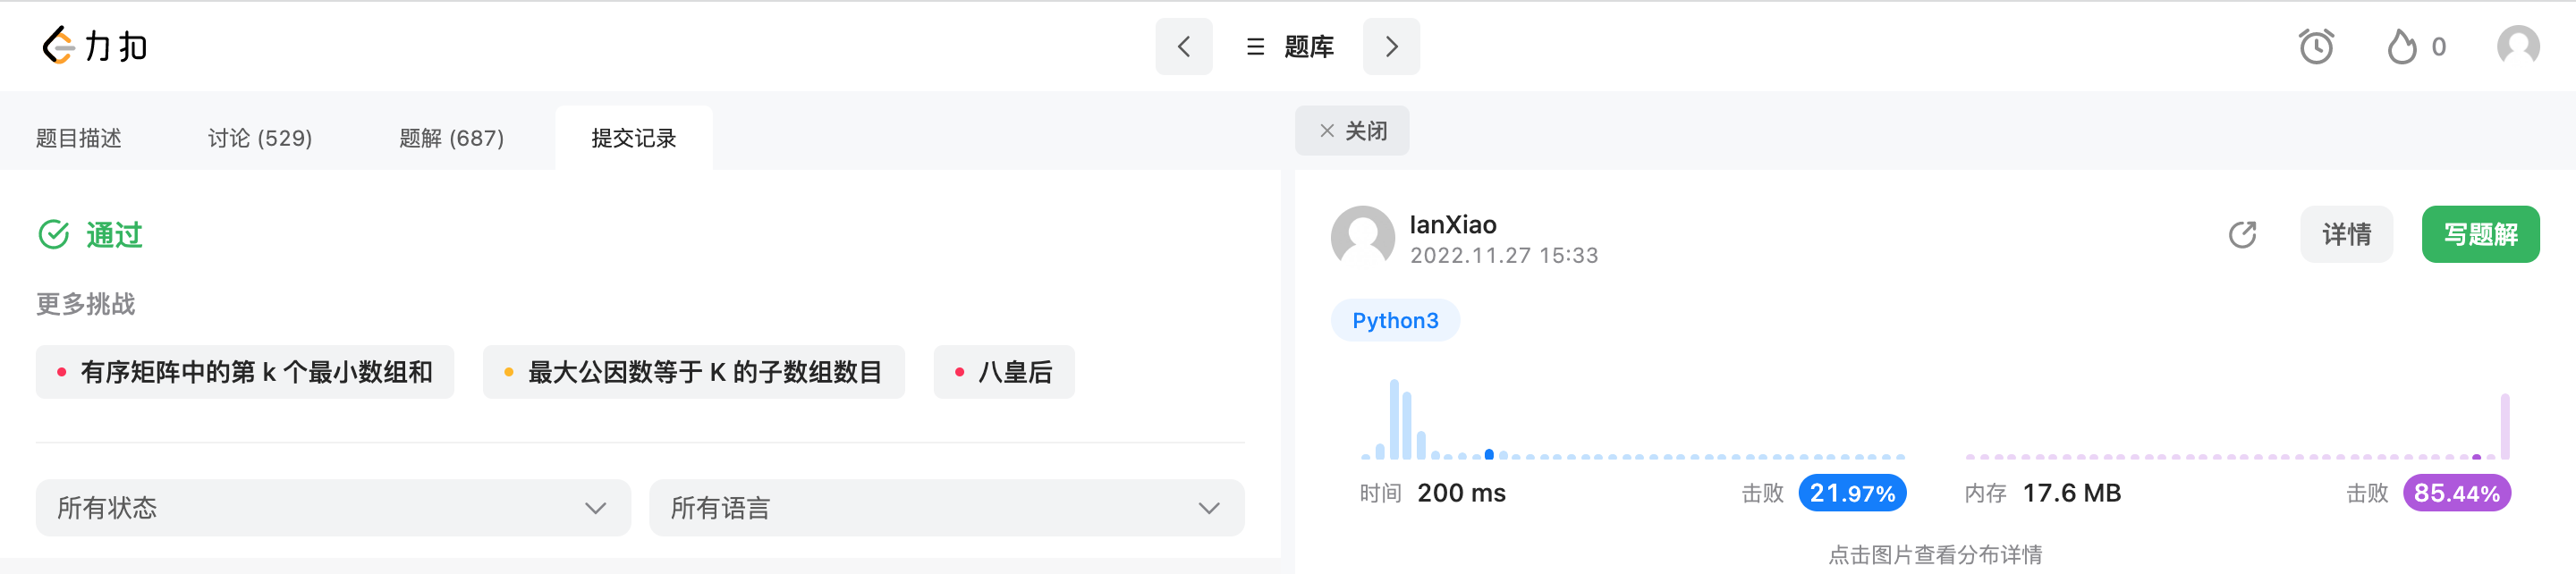 力扣
题库
0
题目描述
讨论 (529)
题解 (687)
提交记录
关闭
通过
更多挑战
有序矩阵中的第 k 个最小数组和
最大公因数等于 K 的子数组数目
八皇后
所有状态
所有语言
IanXiao
2022.11.27 15:33
详情
写题解
Python3
时间 200 ms
击败 21.97%
内存 17.6 MB
击败 85.44%
点击图片查看分布详情